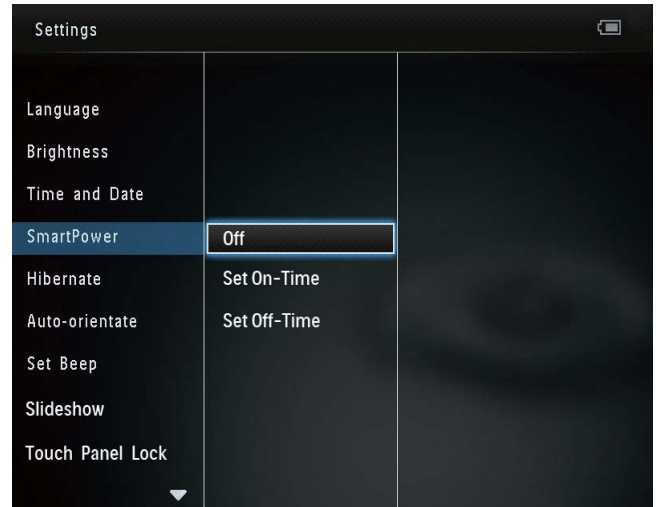 Settings
Language
Brightness
Time and Date
SmartPower
Off
Hibernate
Set On-Time
Auto-orientate
Set Off-Time
Set Beep
Slideshow
Touch Panel Lock